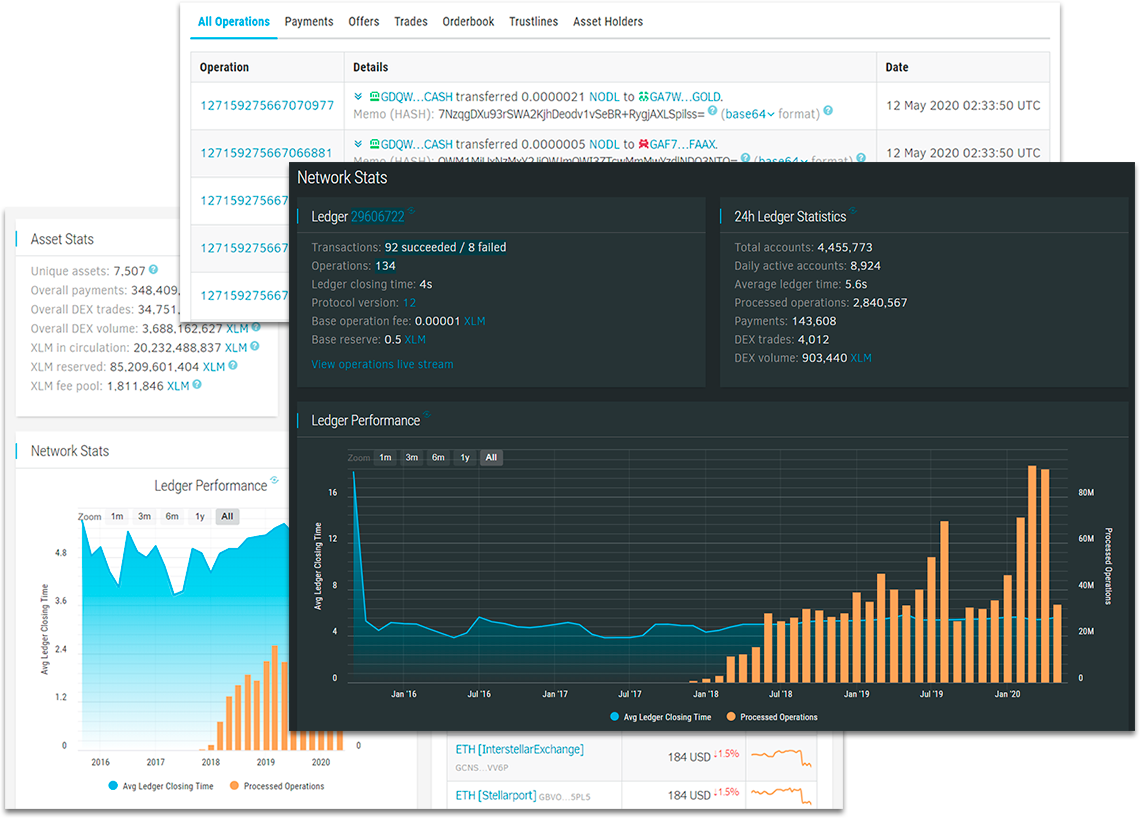 All Operations Payments Offers Trades Orderbook Trustlines Asset Holders
Operation Details Date
127159275667070977 GDQW...CASH transferred 0.0000021 NODL to GA7W...GOLD. 12 May 2020 02:33:50 UTC
Memo (HASH): 7NzqgDXu93rSWA2KjhDeodv1vSeBR+RygjAXLSpiIss= (base64 format)
127159275667066881 GDQW...CASH transferred 0.0000005 NODL to GAF7...FAAX. 12 May 2020 02:33:50 UTC
Memo (HASH): (base64 format)
1271592756670
1271592756670
1271592756670
Asset Stats
Unique assets: 7,507
Overall payments: 348,409,
Overall DEX trades: 34,751,
Overall DEX volume: 3,688,162,627 XLM
XLM in circulation: 20,232,488,837 XLM
XLM reserved: 85,209,601,404 XLM
XLM fee pool: 1,811,846 XLM
Network Stats
Ledger Performance
Zoom 1m 3m 6m 1y All
4.8
3.6
2.4
1.2
0
0
Avg Ledger Closing Time
2016 2017 2018 2019 2020
Avg Ledger Closing Time Processed Operations
Network Stats
Ledger 29606722
Transactions: 92 succeeded / 8 failed
Operations: 134
Ledger closing time: 4s
Protocol version: 12
Base operation fee: 0.00001 XLM
Base reserve: 0.5 XLM
View operations live stream
24h Ledger Statistics
Total accounts: 4,455,773
Daily active accounts: 8,924
Average ledger time: 5.6s
Processed operations: 2,840,567
Payments: 143,608
DEX trades: 4,012
DEX volume: 903,440 XLM
Ledger Performance
Zoom 1m 3m 6m 1y All
16
12
8
4
0
Avg Ledger Closing Time
80M
60M
40M
20M
0
Processed Operations
Jan '16 Jul '16 Jan '17 Jul '17 Jan '18 Jul '18 Jan '19 Jul '19 Jan '20
Avg Ledger Closing Time Processed Operations
ETH [InterstellarExchange] 184 USD ↓1.5%
GCNS...VV6P
ETH [Stellarport] GBVO...5PL5 184 USD ↓1.5%